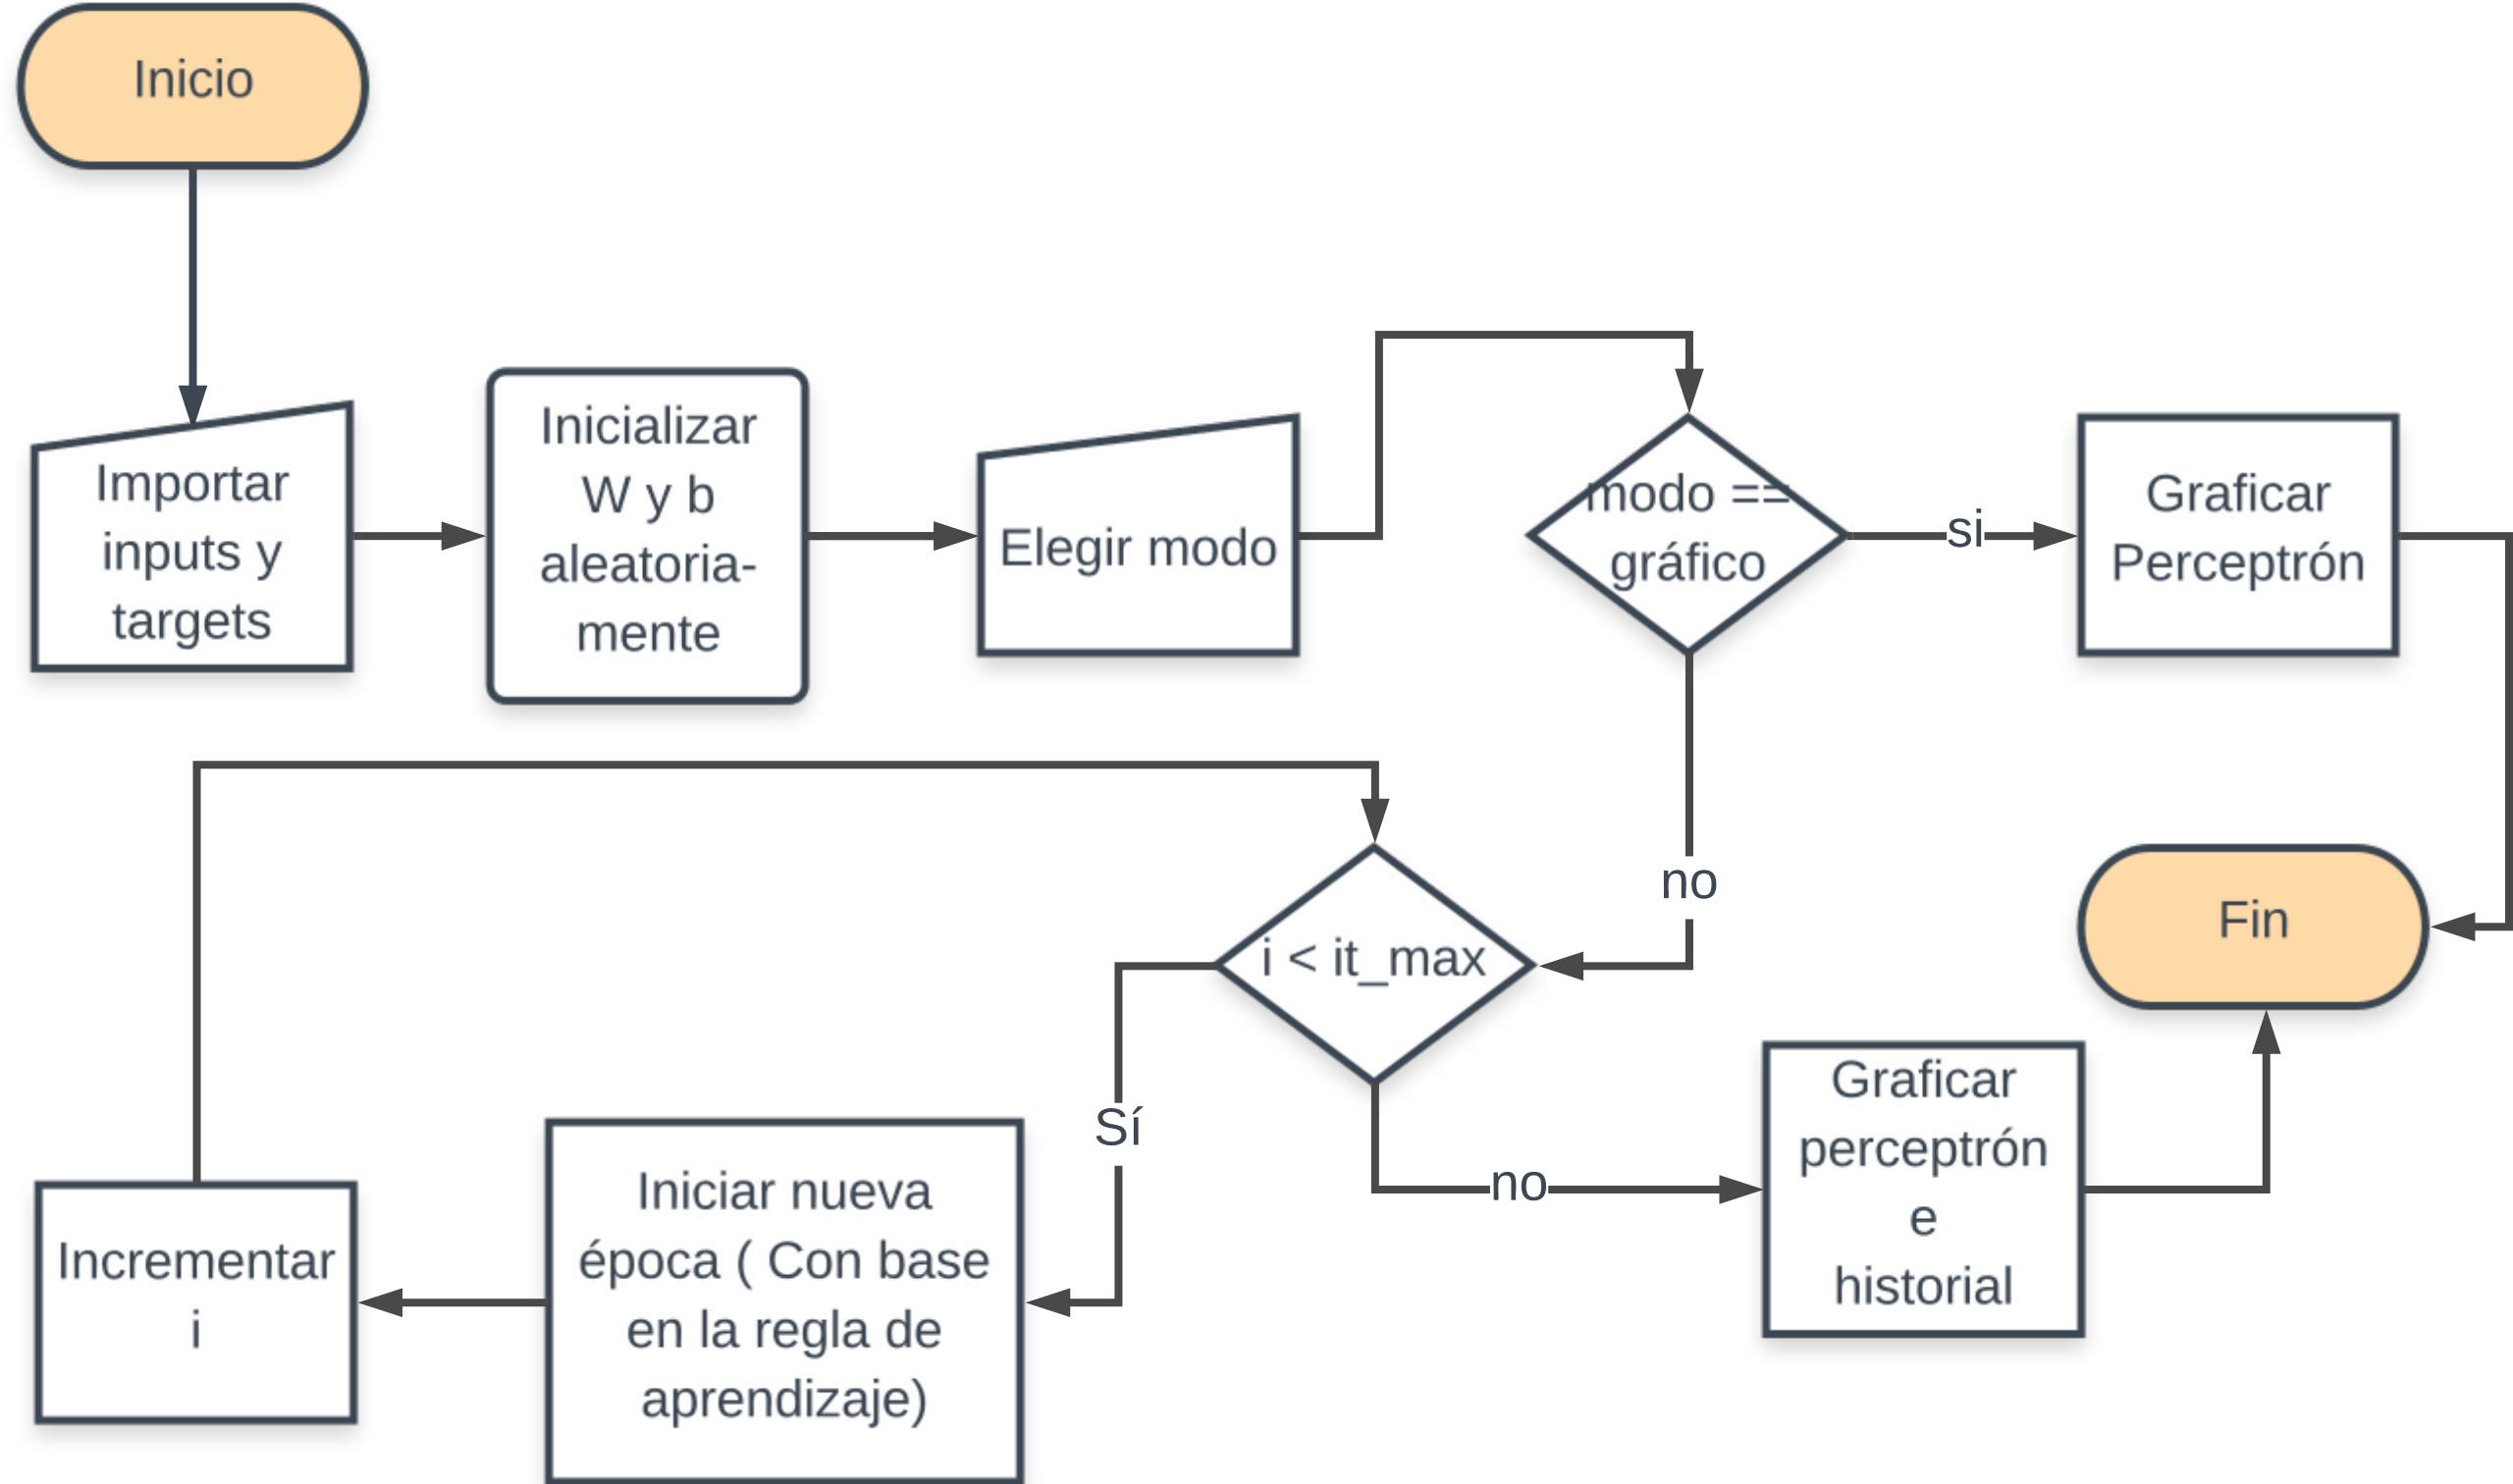 Inicio
Importar
inputs y
targets
Inicializar
W y b
aleatoria-
mente
Elegir modo
modo ==
gráfico
si
Graficar
Perceptrón
no
i < it_max
Fin
Sí
no
Graficar
perceptrón
e
historial
Iniciar nueva
época ( Con base
en la regla de
aprendizaje)
Incrementar
i